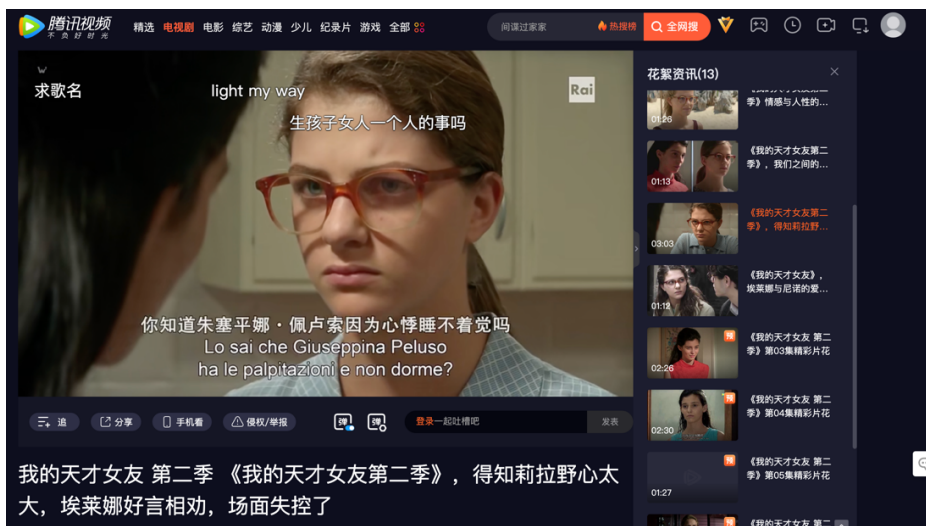 腾讯视频
不负好时光
精选 电视剧 电影 综艺 动漫 少儿 纪录片 游戏 全部
间谍过家家
热搜榜
全网搜
求歌名
light my way
生孩子女人一个人的事吗
Rai
你知道朱塞平娜·佩卢索因为心悸睡不着觉吗
Lo sai che Giuseppina Peluso
ha le palpitazioni e non dorme?
追
分享
手机看
侵权/举报
弹
弹
登录一起吐槽吧
发表
我的天才女友 第二季 《我的天才女友第二季》，得知莉拉野心太
大，埃莱娜好言相劝，场面失控了
花絮资讯(13)
季》情感与人性的...
01:26
《我的天才女友第二
季》，我们之间的...
01:13
《我的天才女友第二
季》，得知莉拉野...
03:03
《我的天才女友》，
埃莱娜与尼诺的爱...
01:12
预
《我的天才女友 第二
季》第03集精彩片花
02:26
预
《我的天才女友 第二
季》第04集精彩片花
02:30
预
《我的天才女友 第二
季》第05集精彩片花
01:27
预
《我的天才女友 第二